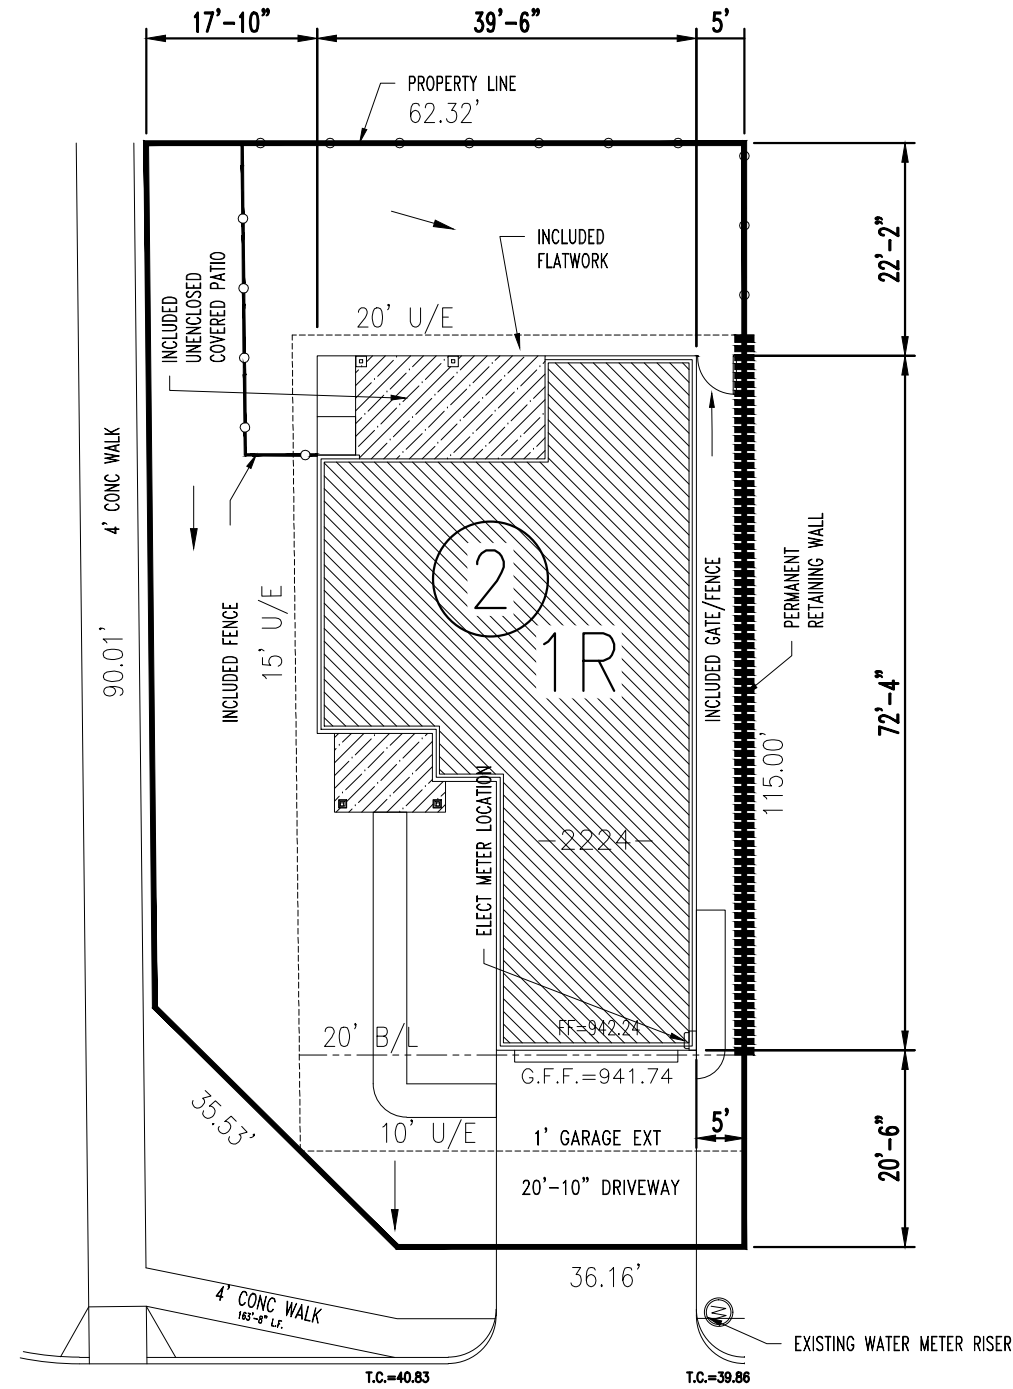 17'-10"
39'-6"
5'
PROPERTY LINE
62.32'
INCLUDED
FLATWORK
22'-2"
INCLUDED
UNENCLOSED
COVERED PATIO
20' U/E
4' CONC WALK
90.01'
INCLUDED FENCE
15' U/E
2
1R
INCLUDED GATE/FENCE
PERMANENT
RETAINING WALL
72'-4"
115.00'
ELECT METER LOCATION
-2224-
FF=942.24
20' B/L
G.F.F.=941.74
35.53'
10' U/E
1' GARAGE EXT
5'
20'-6"
20'-10" DRIVEWAY
36.16'
4' CONC WALK
163'-8" L.F.
W
EXISTING WATER METER RISER
T.C.=40.83
T.C.=39.86